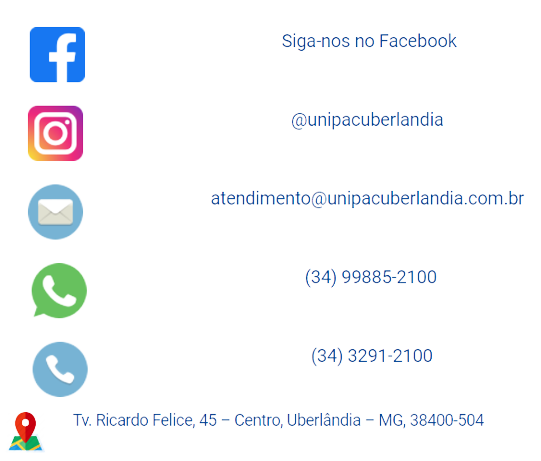 Siga-nos no Facebook
@unipacuberlandia
atendimento@unipacuberlandia.com.br
(34) 99885-2100
(34) 3291-2100
Tv. Ricardo Felice, 45 – Centro, Uberlândia – MG, 38400-504